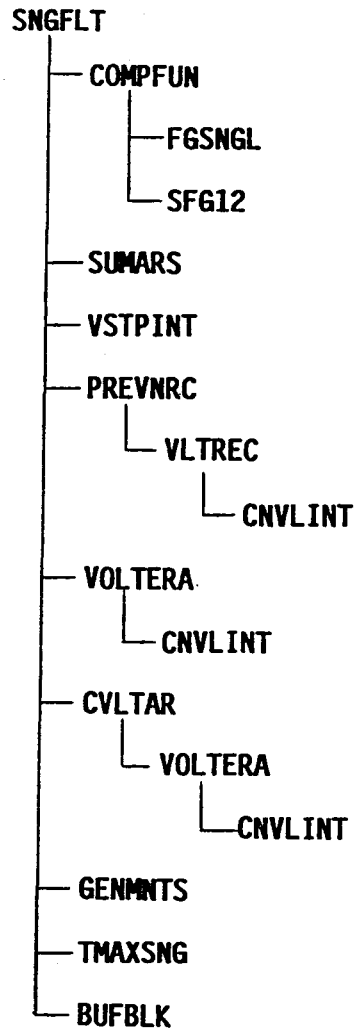 SNGFLT
COMPFUN
FGSNGL
SFG12
SUMARS
VSTPINT
PREVNRC
VLTREC
CNVLINT
VOLTERA
CNVLINT
CVLTAR
VOLTERA
CNVLINT
GENMNTS
TMAXSNG
BUFBLK